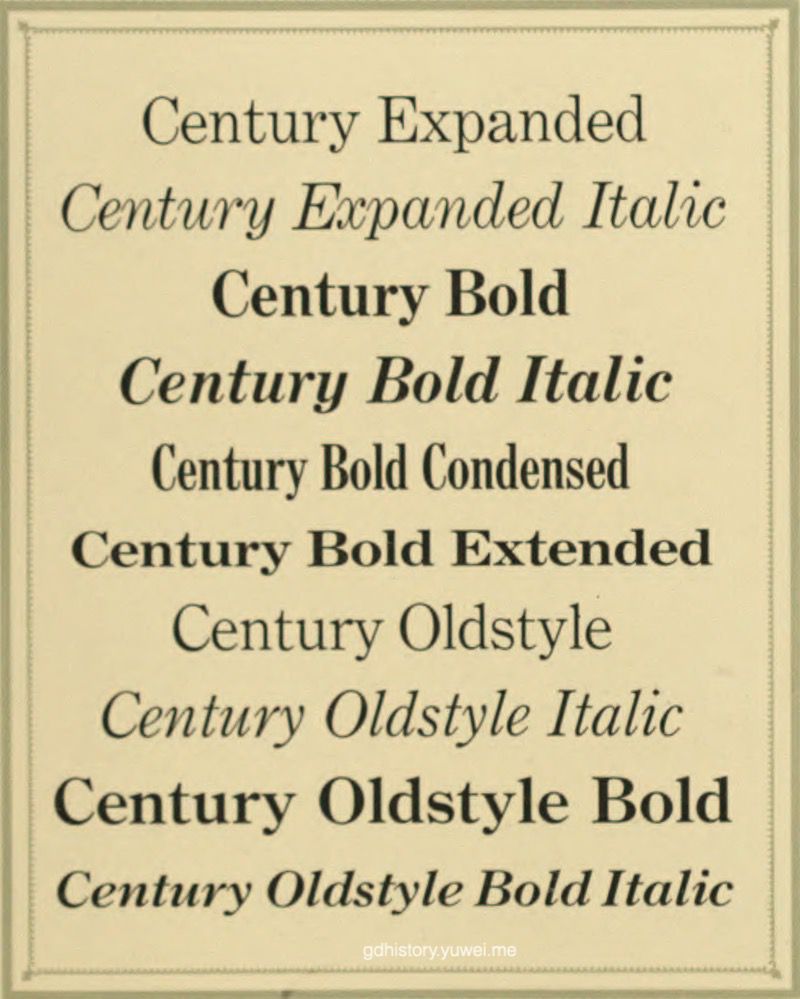 Century Expanded
Century Expanded Italic
Century Bold
Century Bold Italic
Century Bold Condensed
Century Bold Extended
Century Oldstyle
Century Oldstyle Italic
Century Oldstyle Bold
Century Oldstyle Bold Italic
gdhistory.yuwei.me